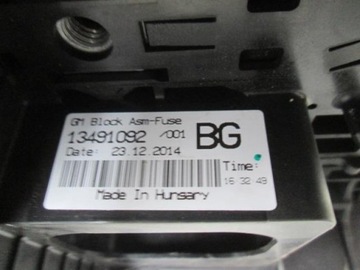 GM Block Asm-Fuse
13491092 /001 BG
Date: 23.12.2014
Time:
16:32:49
Made In Hungary